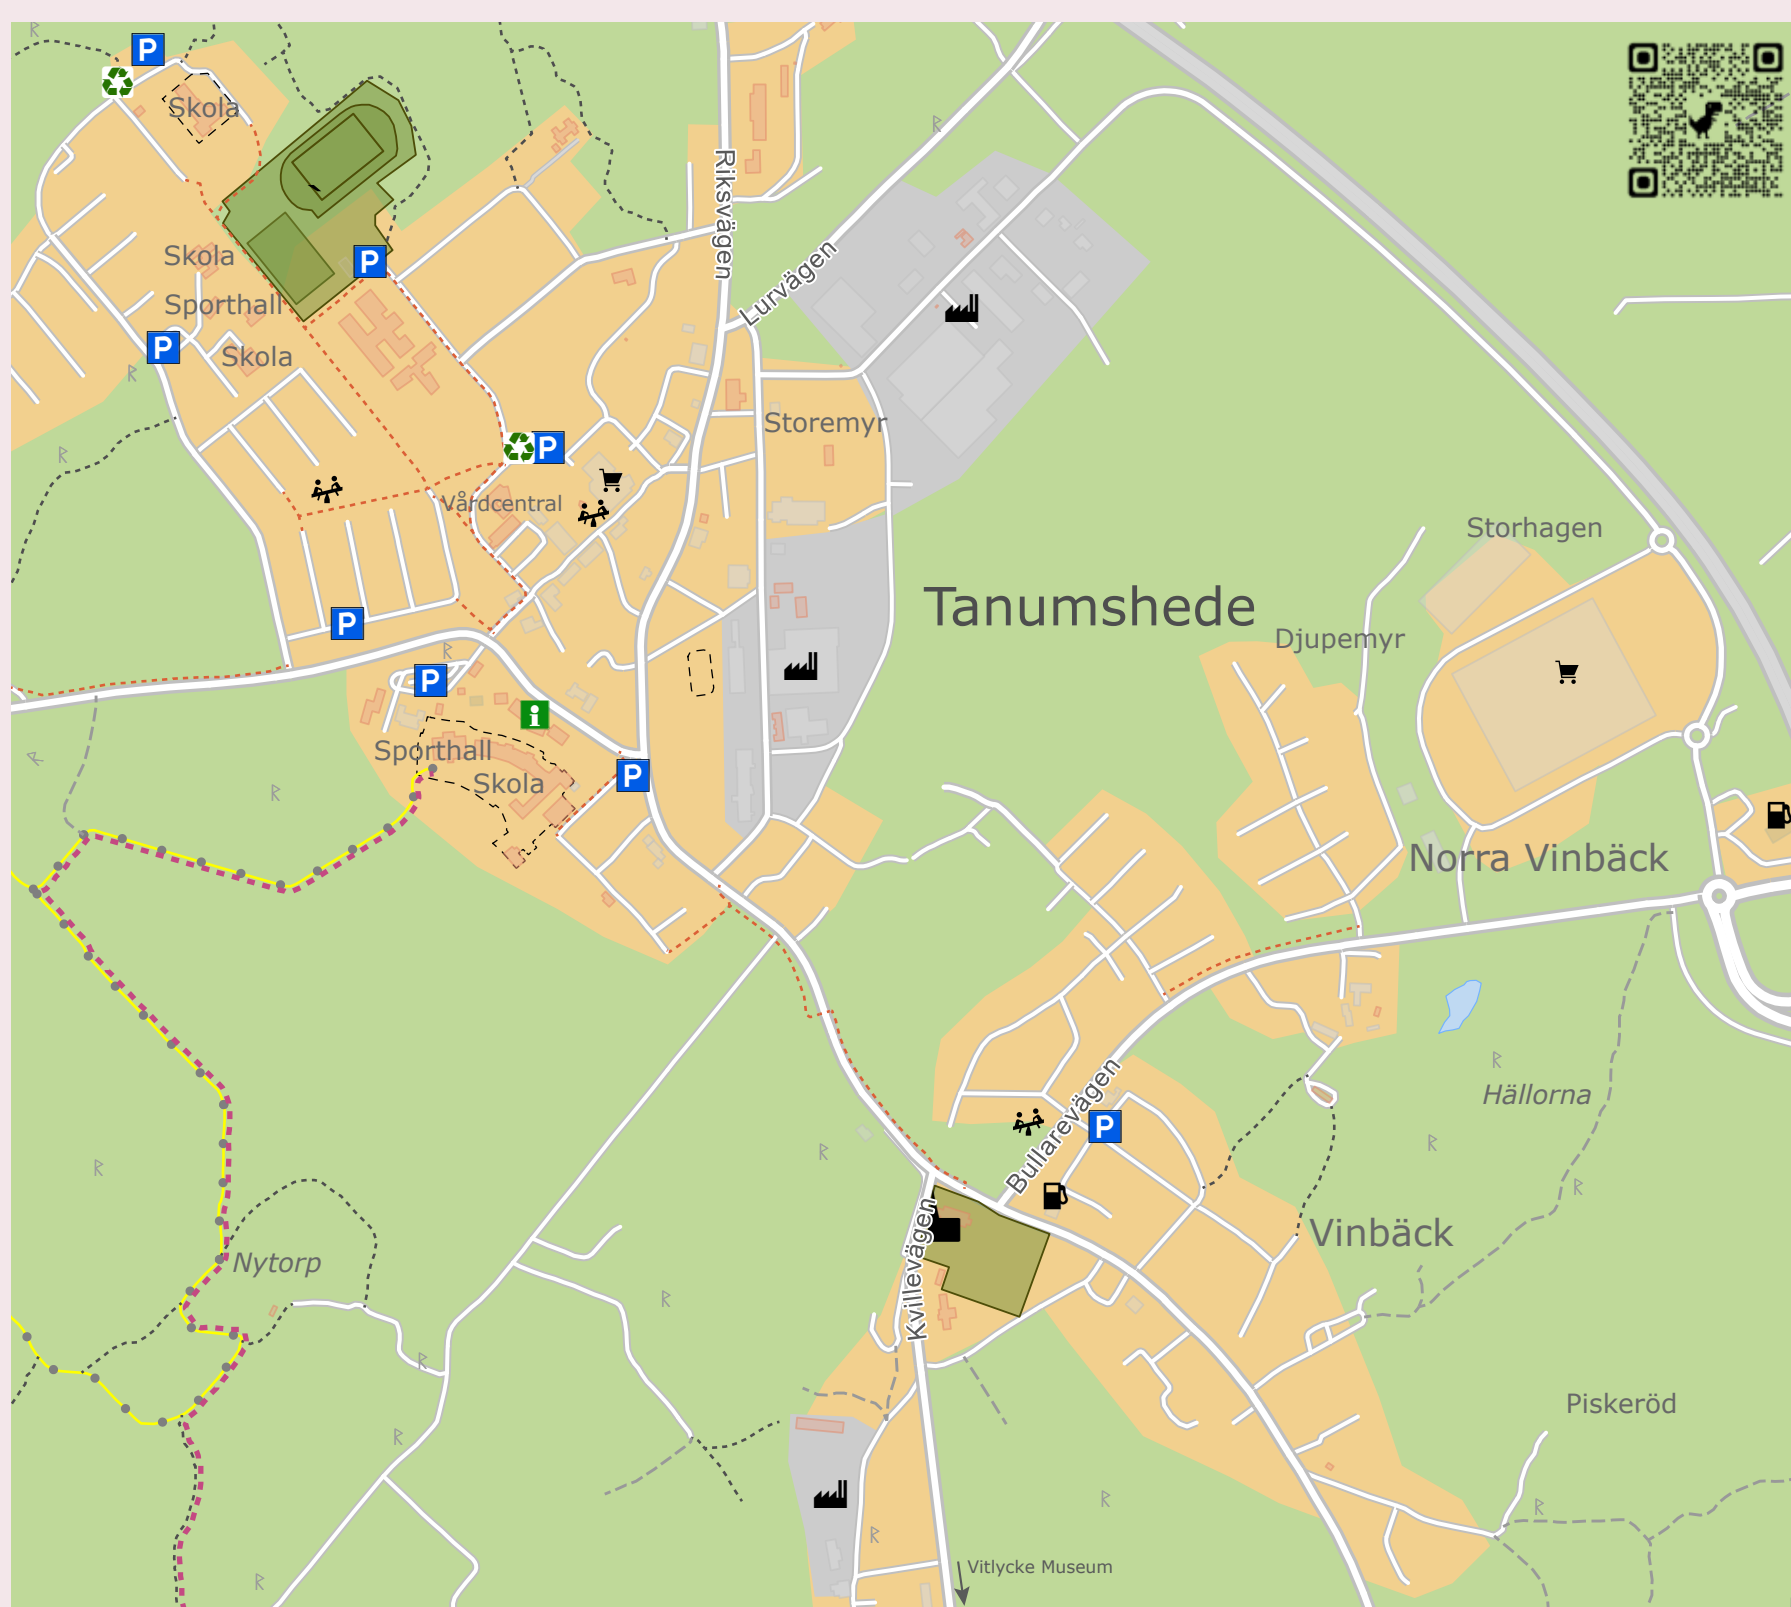 P
Skola
Riksvägen
Skola
P
Lurvägen
Sporthall
P
Skola
Storemyr
P
Vårdcentral
Storhagen
Tanumshede
P
Djupemyr
P
i
Sporthall
Skola
P
Norra Vinbäck
Hällorna
Bullarevägen
P
Vinbäck
Kvillevägen
Nytorp
Piskeröd
Vitlycke Museum